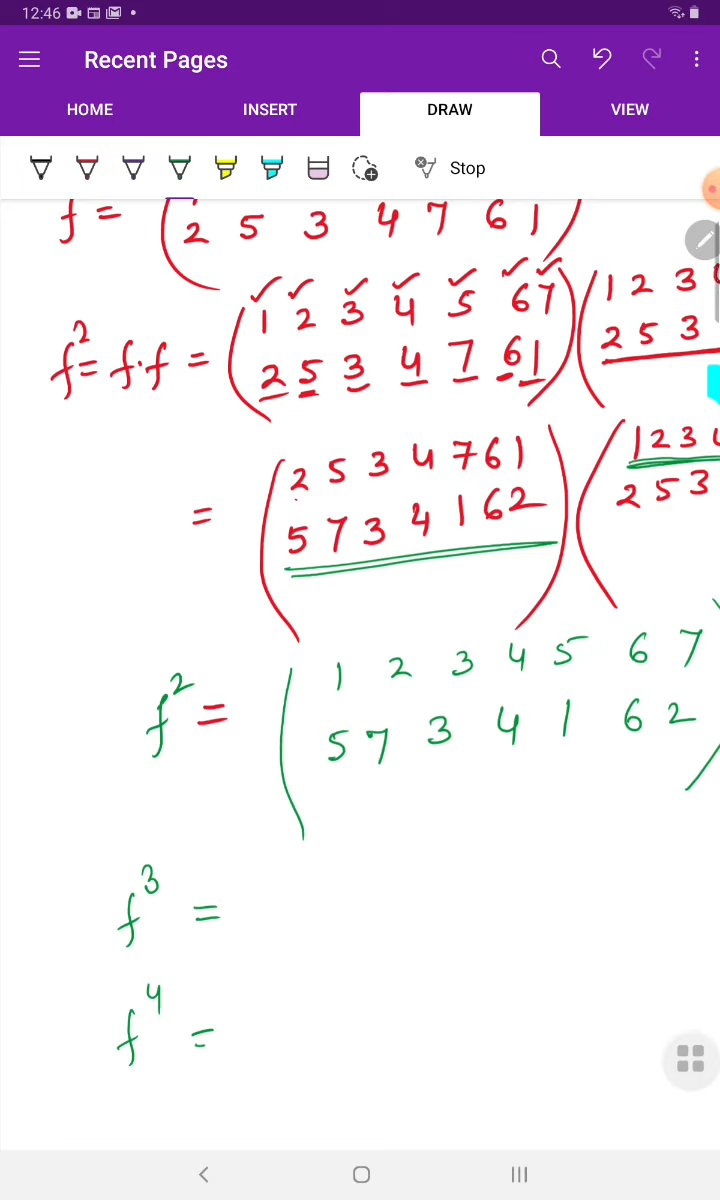 12:46
Recent Pages
HOME INSERT DRAW VIEW
Stop
f = ( 2 5 3 4 7 6 1 )
( 1 2 3 4 5 6 7 ) ( 1 2 3 4
f² = f·f = ( 2 5 3 4 7 6 1 ) ( 2 5 3
( 2 5 3 4 7 6 1 ) ( 1 2 3 4
= ( 5 7 3 4 1 6 2 ) ( 2 5 3
( 1 2 3 4 5 6 7
f² = ( 5 7 3 4 1 6 2 )
f³ =
f⁴ =